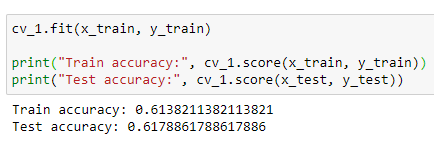 cv_1.fit(x_train, y_train)
print("Train accuracy:", cv_1.score(x_train, y_train))
print("Test accuracy:", cv_1.score(x_test, y_test))
Train accuracy: 0.6138211382113821
Test accuracy: 0.6178861788617886